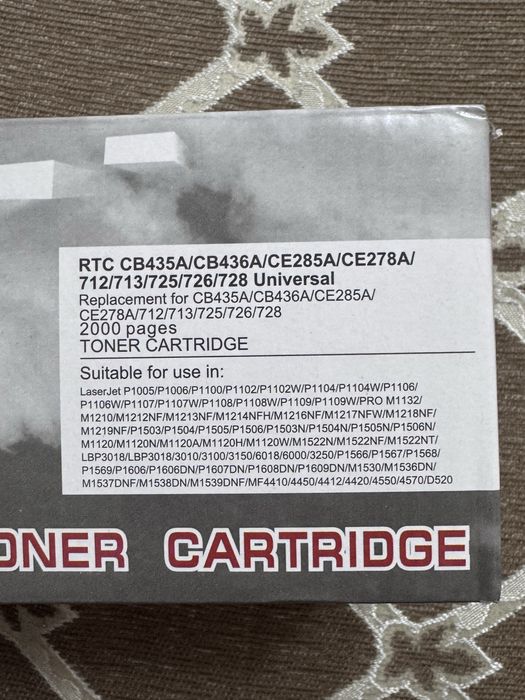 RTC CB435A/CB436A/CE285A/CE278A/
712/713/725/726/728 Universal
Replacement for CB435A/CB436A/CE285A/
CE278A/712/713/725/726/728
2000 pages
TONER CARTRIDGE
Suitable for use in:
LaserJet P1005/P1006/P1100/P1102/P1102W/P1104/P1104W/P1106/
P1106W/P1107/P1107W/P1108/P1108W/P1109/P1109W/PRO M1132/
M1210/M1212NF/M1213NF/M1214NFH/M1216NF/M1217NFW/M1218NF/
M1219NF/P1503/P1504/P1505/P1506/P1503N/P1504N/P1505N/P1506N/
M1120/M1120N/M1120A/M1120H/M1120W/M1522N/M1522NF/M1522NT/
LBP3018/LBP3018/3010/3100/3150/6018/6000/3250/P1566/P1567/P1568/
P1569/P1606/P1606DN/P1607DN/P1608DN/P1609DN/M1530/M1536DN/
M1537DNF/M1538DN/M1539DNF/MF4410/4450/4412/4420/4550/4570/D520
ONER CARTRIDGE